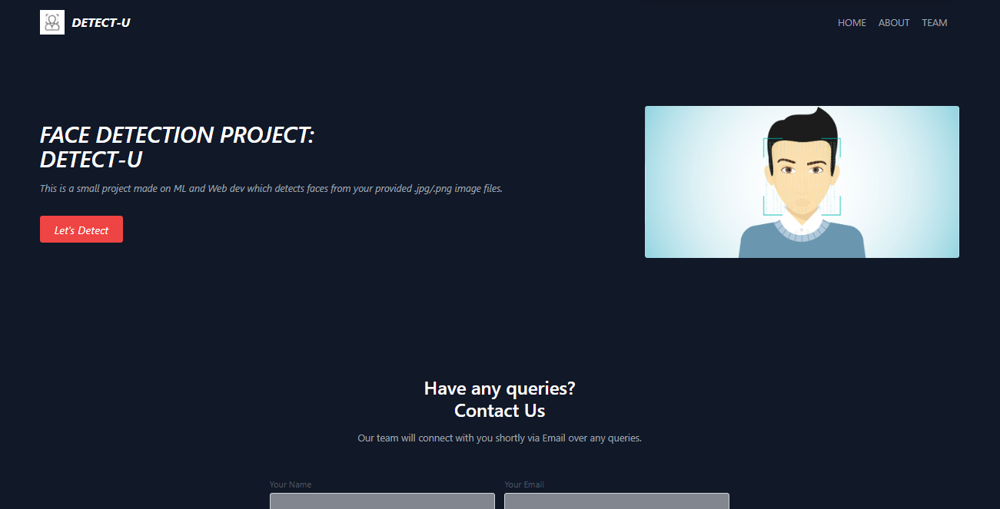 DETECT-U
HOME ABOUT TEAM
FACE DETECTION PROJECT:
DETECT-U
This is a small project made on ML and Web dev which detects faces from your provided .jpg/.png image files.
Let's Detect
Have any queries?
Contact Us
Our team will connect with you shortly via Email over any queries.
Your Name Your Email